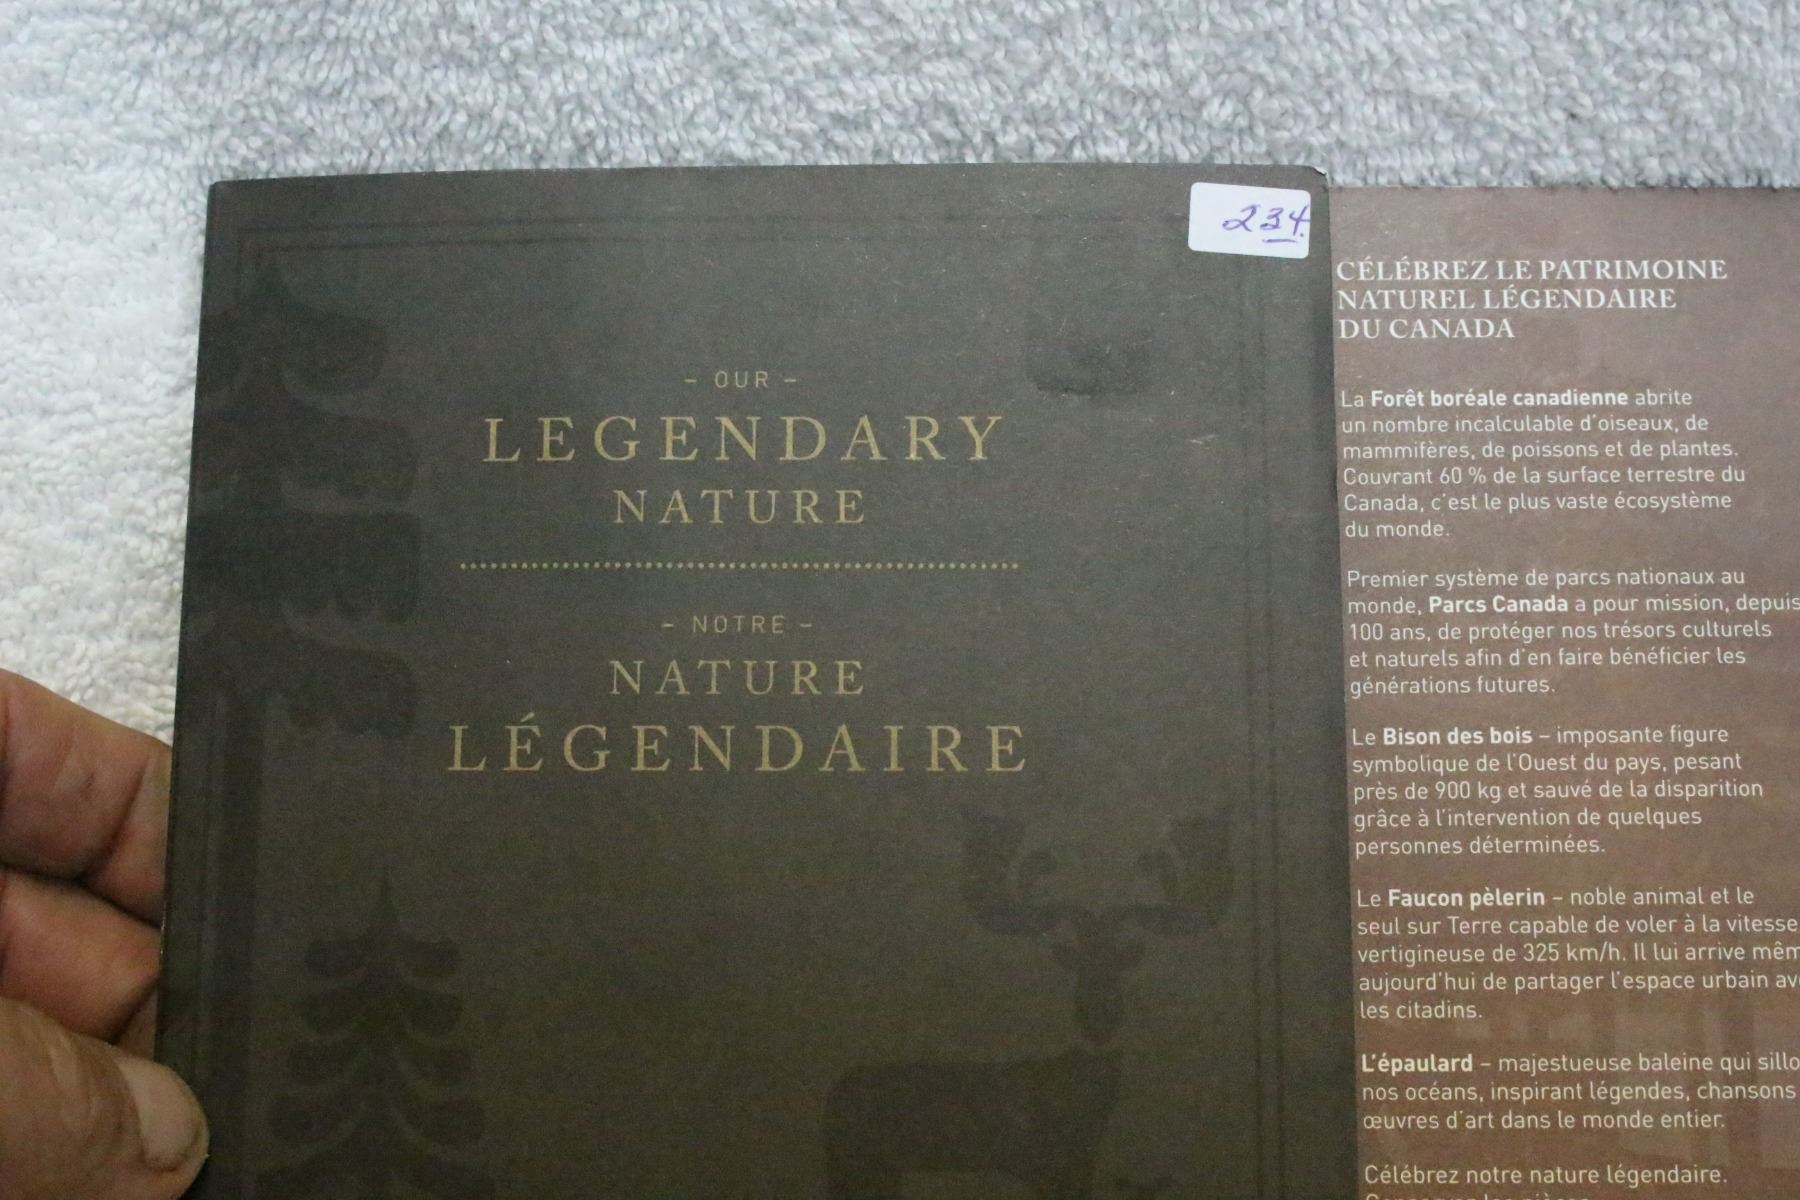 234.
– OUR –
LEGENDARY
NATURE
– NOTRE –
NATURE
LÉGENDAIRE
CÉLÉBREZ LE PATRIMOINE
NATUREL LÉGENDAIRE
DU CANADA
La Forêt boréale canadienne abrite
un nombre incalculable d'oiseaux, de
mammifères, de poissons et de plantes.
Couvrant 60 % de la surface terrestre du
Canada, c'est le plus vaste écosystème
du monde.
Premier système de parcs nationaux au
monde, Parcs Canada a pour mission, depuis
100 ans, de protéger nos trésors culturels
et naturels afin d'en faire bénéficier les
générations futures.
Le Bison des bois – imposante figure
symbolique de l'Ouest du pays, pesant
près de 900 kg et sauvé de la disparition
grâce à l'intervention de quelques
personnes déterminées.
Le Faucon pèlerin – noble animal et le
seul sur Terre capable de voler à la vitesse
vertigineuse de 325 km/h. Il lui arrive
aujourd'hui de partager l'espace urbain
les citadins.
L'épaulard – majestueuse baleine qui
nos océans, inspirant légendes, chansons
œuvres d'art dans le monde entier.
Célébrez notre nature légendaire.